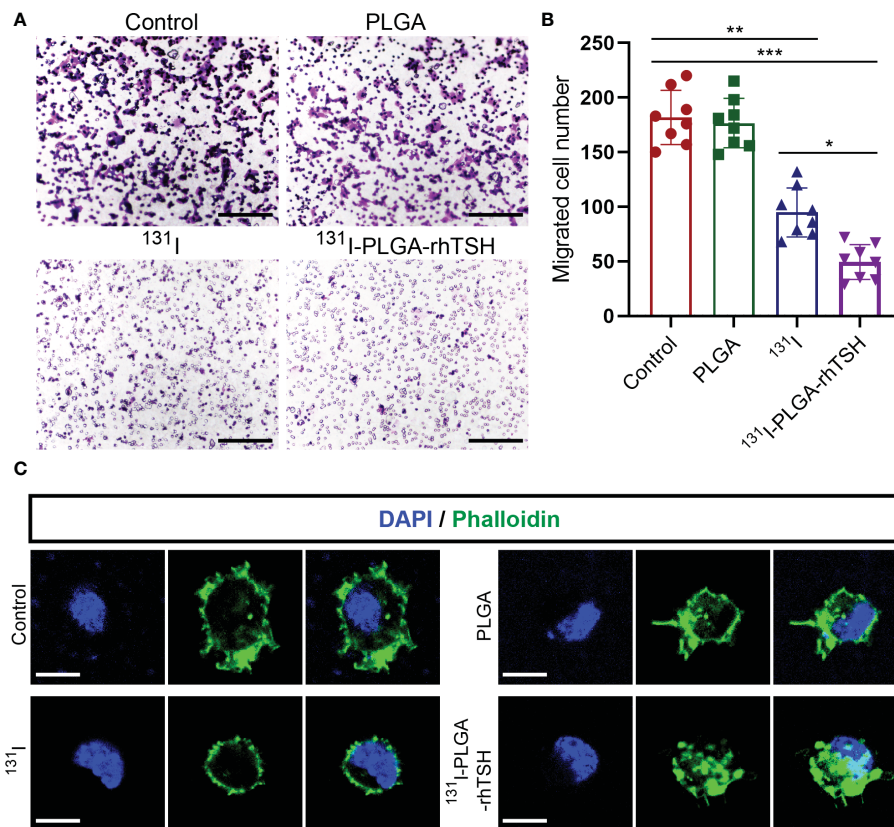 A
Control
PLGA
¹³¹I
¹³¹I-PLGA-rhTSH
B
**
***
*
250
200
150
100
50
0
Migrated cell number
Control
PLGA
¹³¹I
¹³¹I-PLGA-rhTSH
C
DAPI / Phalloidin
Control
PLGA
¹³¹I
¹³¹I-PLGA
-rhTSH